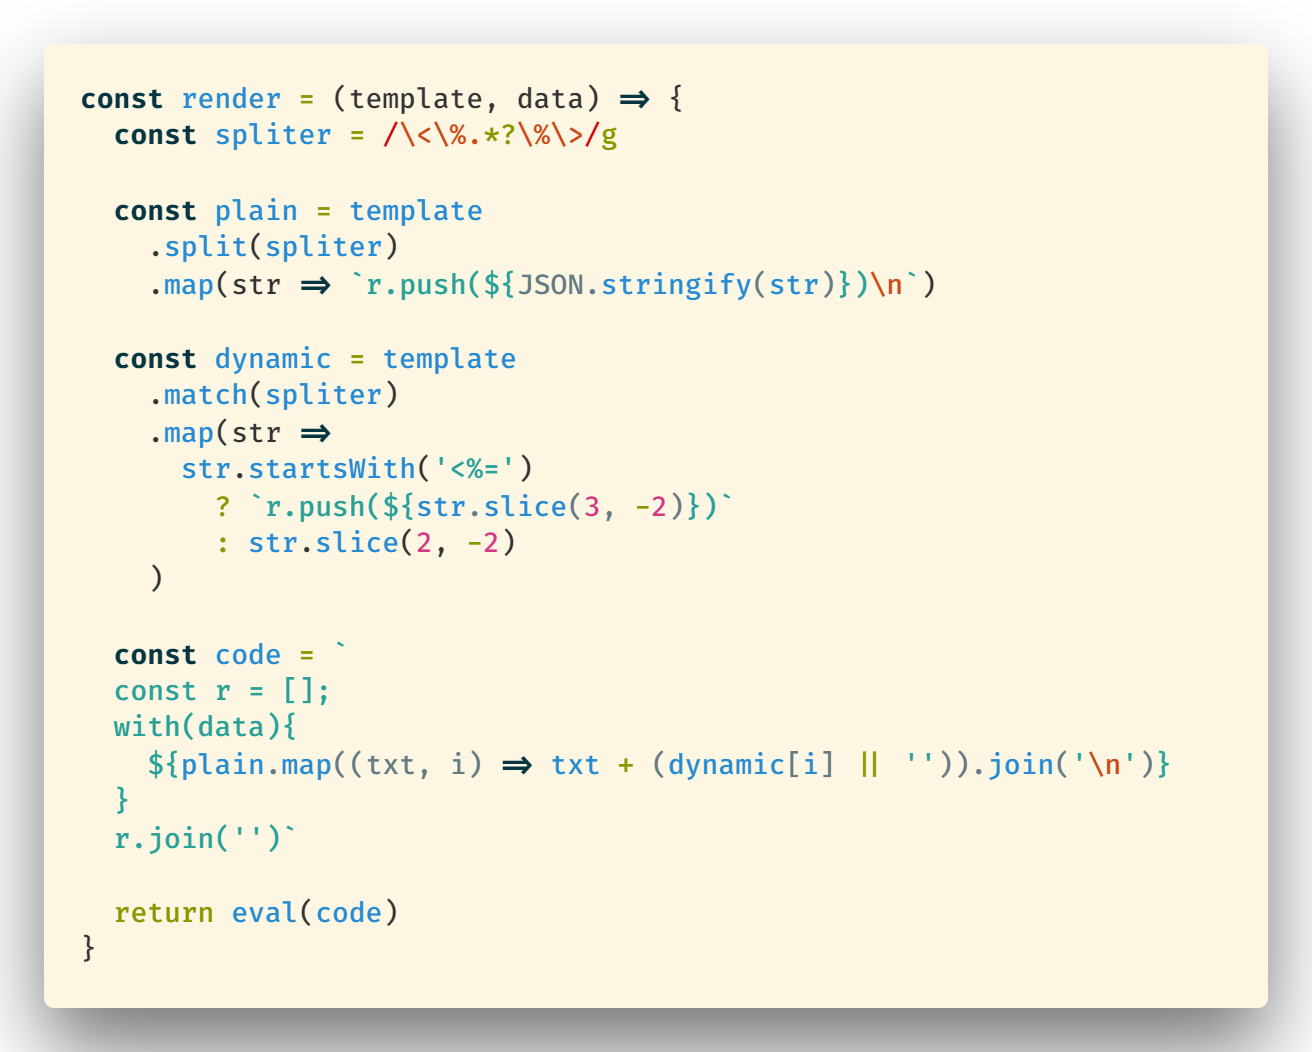 const render = (template, data) => {
  const spliter = /\<\%.*?\%\>/g

  const plain = template
    .split(spliter)
    .map(str => `r.push(${JSON.stringify(str)})\n`)

  const dynamic = template
    .match(spliter)
    .map(str =>
      str.startsWith('<%=')
        ? `r.push(${str.slice(3, -2)})`
        : str.slice(2, -2)
    )

  const code = `
  const r = [];
  with(data){
    ${plain.map((txt, i) => txt + (dynamic[i] || '')).join('\n')}
  }
  r.join('')`

  return eval(code)
}